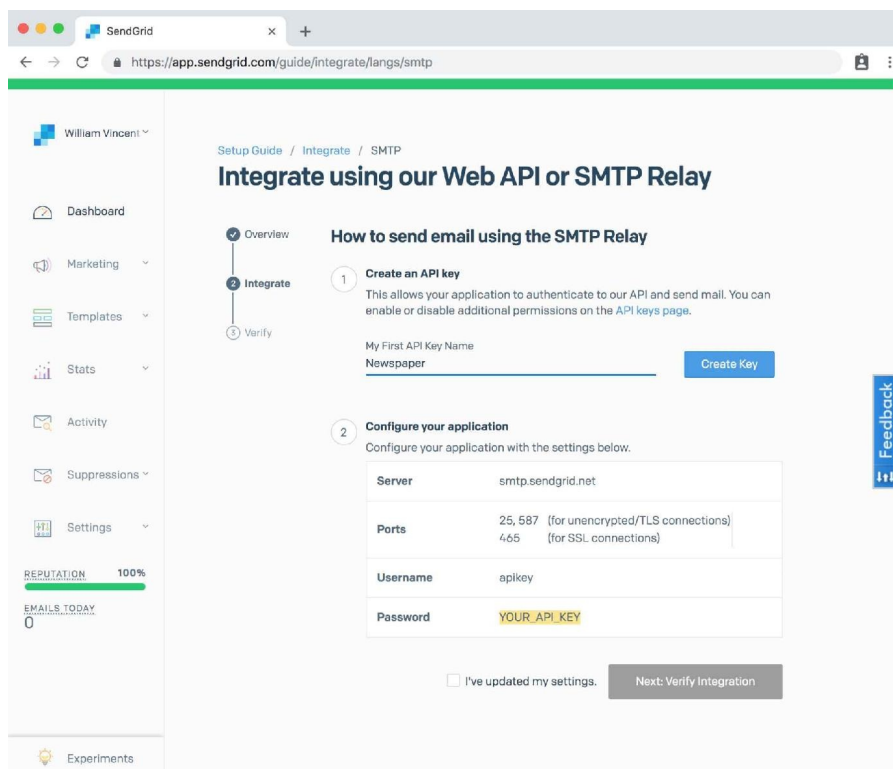 SendGrid
https://app.sendgrid.com/guide/integrate/langs/smtp
William Vincent
Dashboard
Marketing
Templates
Stats
Activity
Suppressions
Settings
REPUTATION 100%
EMAILS TODAY
0
Experiments
Setup Guide / Integrate / SMTP
Integrate using our Web API or SMTP Relay
Overview
2 Integrate
3 Verify
How to send email using the SMTP Relay
1 Create an API key
This allows your application to authenticate to our API and send mail. You can
enable or disable additional permissions on the API keys page.
My First API Key Name
Newspaper
Create Key
2 Configure your application
Configure your application with the settings below.
Server smtp.sendgrid.net
Ports 25, 587 (for unencrypted/TLS connections)
465 (for SSL connections)
Username apikey
Password YOUR_API_KEY
I've updated my settings. Next: Verify Integration
Feedback